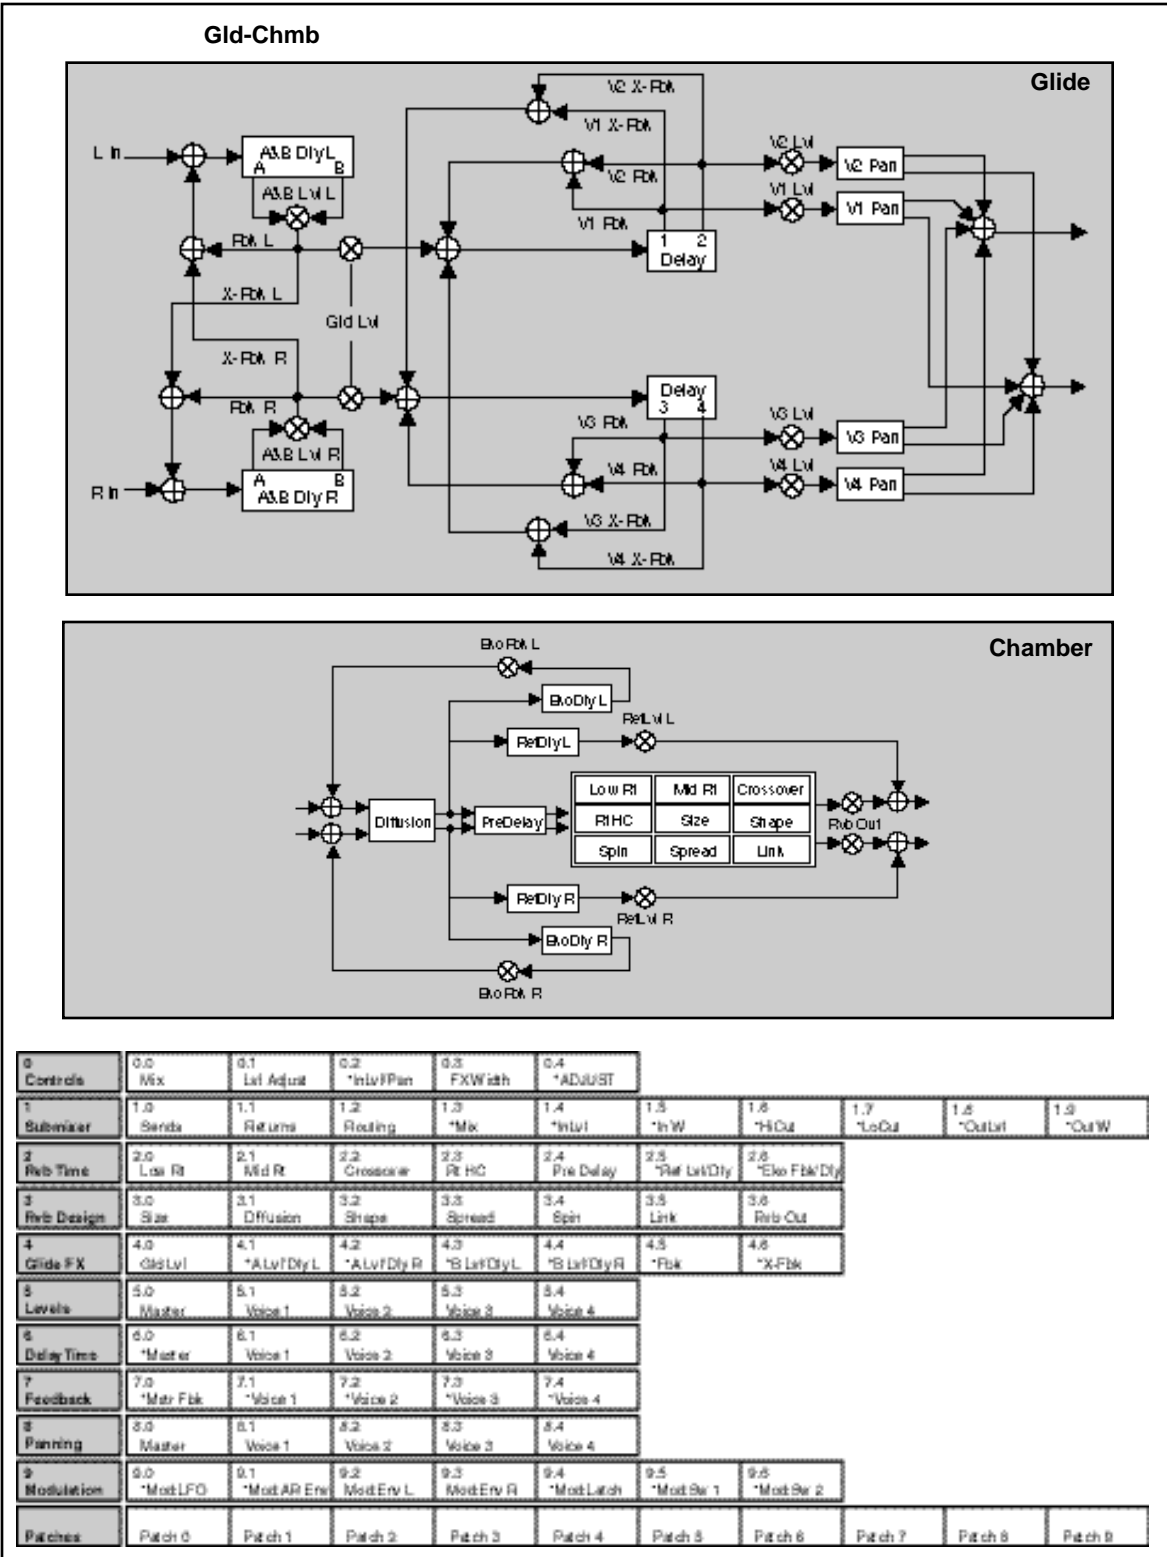 Gld-Chmb
Glide
V2 X-Fbk
V1 X-Fbk
L In
A&B Dly L
A B
A&B Lvl L
V2 Fbk
V1 Fbk
V2 Lvl
V2 Pan
V1 Lvl
V1 Pan
Fbk L
1 2
Delay
X-Fbk L
Gld Lvl
X-Fbk R
Fbk R
Delay
3 4
A&B Lvl R
V3 Fbk
V3 Lvl
V3 Pan
R In
A B
A&B Dly R
V4 Fbk
V4 Lvl
V4 Pan
V3 X-Fbk
V4 X-Fbk
Chamber
Eko Fbk L
EkoDly L
RefLvl L
RefDly L
Low Rt Mid Rt Crossover
Diffusion
PreDelay
Rt HC Size Shape
Rvb Out
Spin Spread Link
RefDly R
RefLvl R
EkoDly R
Eko Fbk R
0 0.0 0.1 0.2 0.3 0.4
Controls Mix Lvl Adjust *InLvl/Pan FX Width *ADJUST
1 1.0 1.1 1.2 1.3 1.4 1.5 1.6 1.7 1.8 1.9
Submixer Sends Returns Routing *Mix *InLvl *In W *HiCut *LoCut *OutLvl *Out W
2 2.0 2.1 2.2 2.3 2.4 2.5 2.6
Rvb Time Low Rt Mid Rt Crossover Rt HC Pre Delay *Ref Lvl/Dly *Eko Fbk/Dly
3 3.0 3.1 3.2 3.3 3.4 3.5 3.6
Rvb Design Size Diffusion Shape Spread Spin Link Rvb Out
4 4.0 4.1 4.2 4.3 4.4 4.5 4.6
Glide FX Gld Lvl *A Lvl/Dly L *A Lvl/Dly R *B Lvl/Dly L *B Lvl/Dly R *Fbk *X-Fbk
5 5.0 5.1 5.2 5.3 5.4
Levels Master Voice 1 Voice 2 Voice 3 Voice 4
6 6.0 6.1 6.2 6.3 6.4
Delay Time *Master Voice 1 Voice 2 Voice 3 Voice 4
7 7.0 7.1 7.2 7.3 7.4
Feedback *Mstr Fbk *Voice 1 *Voice 2 *Voice 3 *Voice 4
8 8.0 8.1 8.2 8.3 8.4
Panning Master Voice 1 Voice 2 Voice 3 Voice 4
9 9.0 9.1 9.2 9.3 9.4 9.5 9.6
Modulation *Mod:LFO *Mod:AR Env Mod:Env L Mod:Env R *Mod:Latch *Mod:Sw 1 *Mod:Sw 2
Patches Patch 0 Patch 1 Patch 2 Patch 3 Patch 4 Patch 5 Patch 6 Patch 7 Patch 8 Patch 9